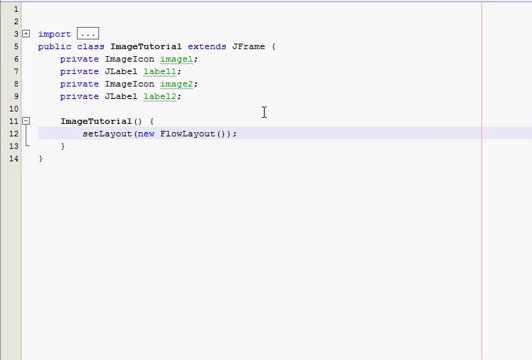 1
2
3 import ...
5 public class ImageTutorial extends JFrame {
6 private ImageIcon image1;
7 private JLabel label1;
8 private ImageIcon image2;
9 private JLabel label2;
10
11 ImageTutorial() {
12 setLayout(new FlowLayout());
13 }
14 }